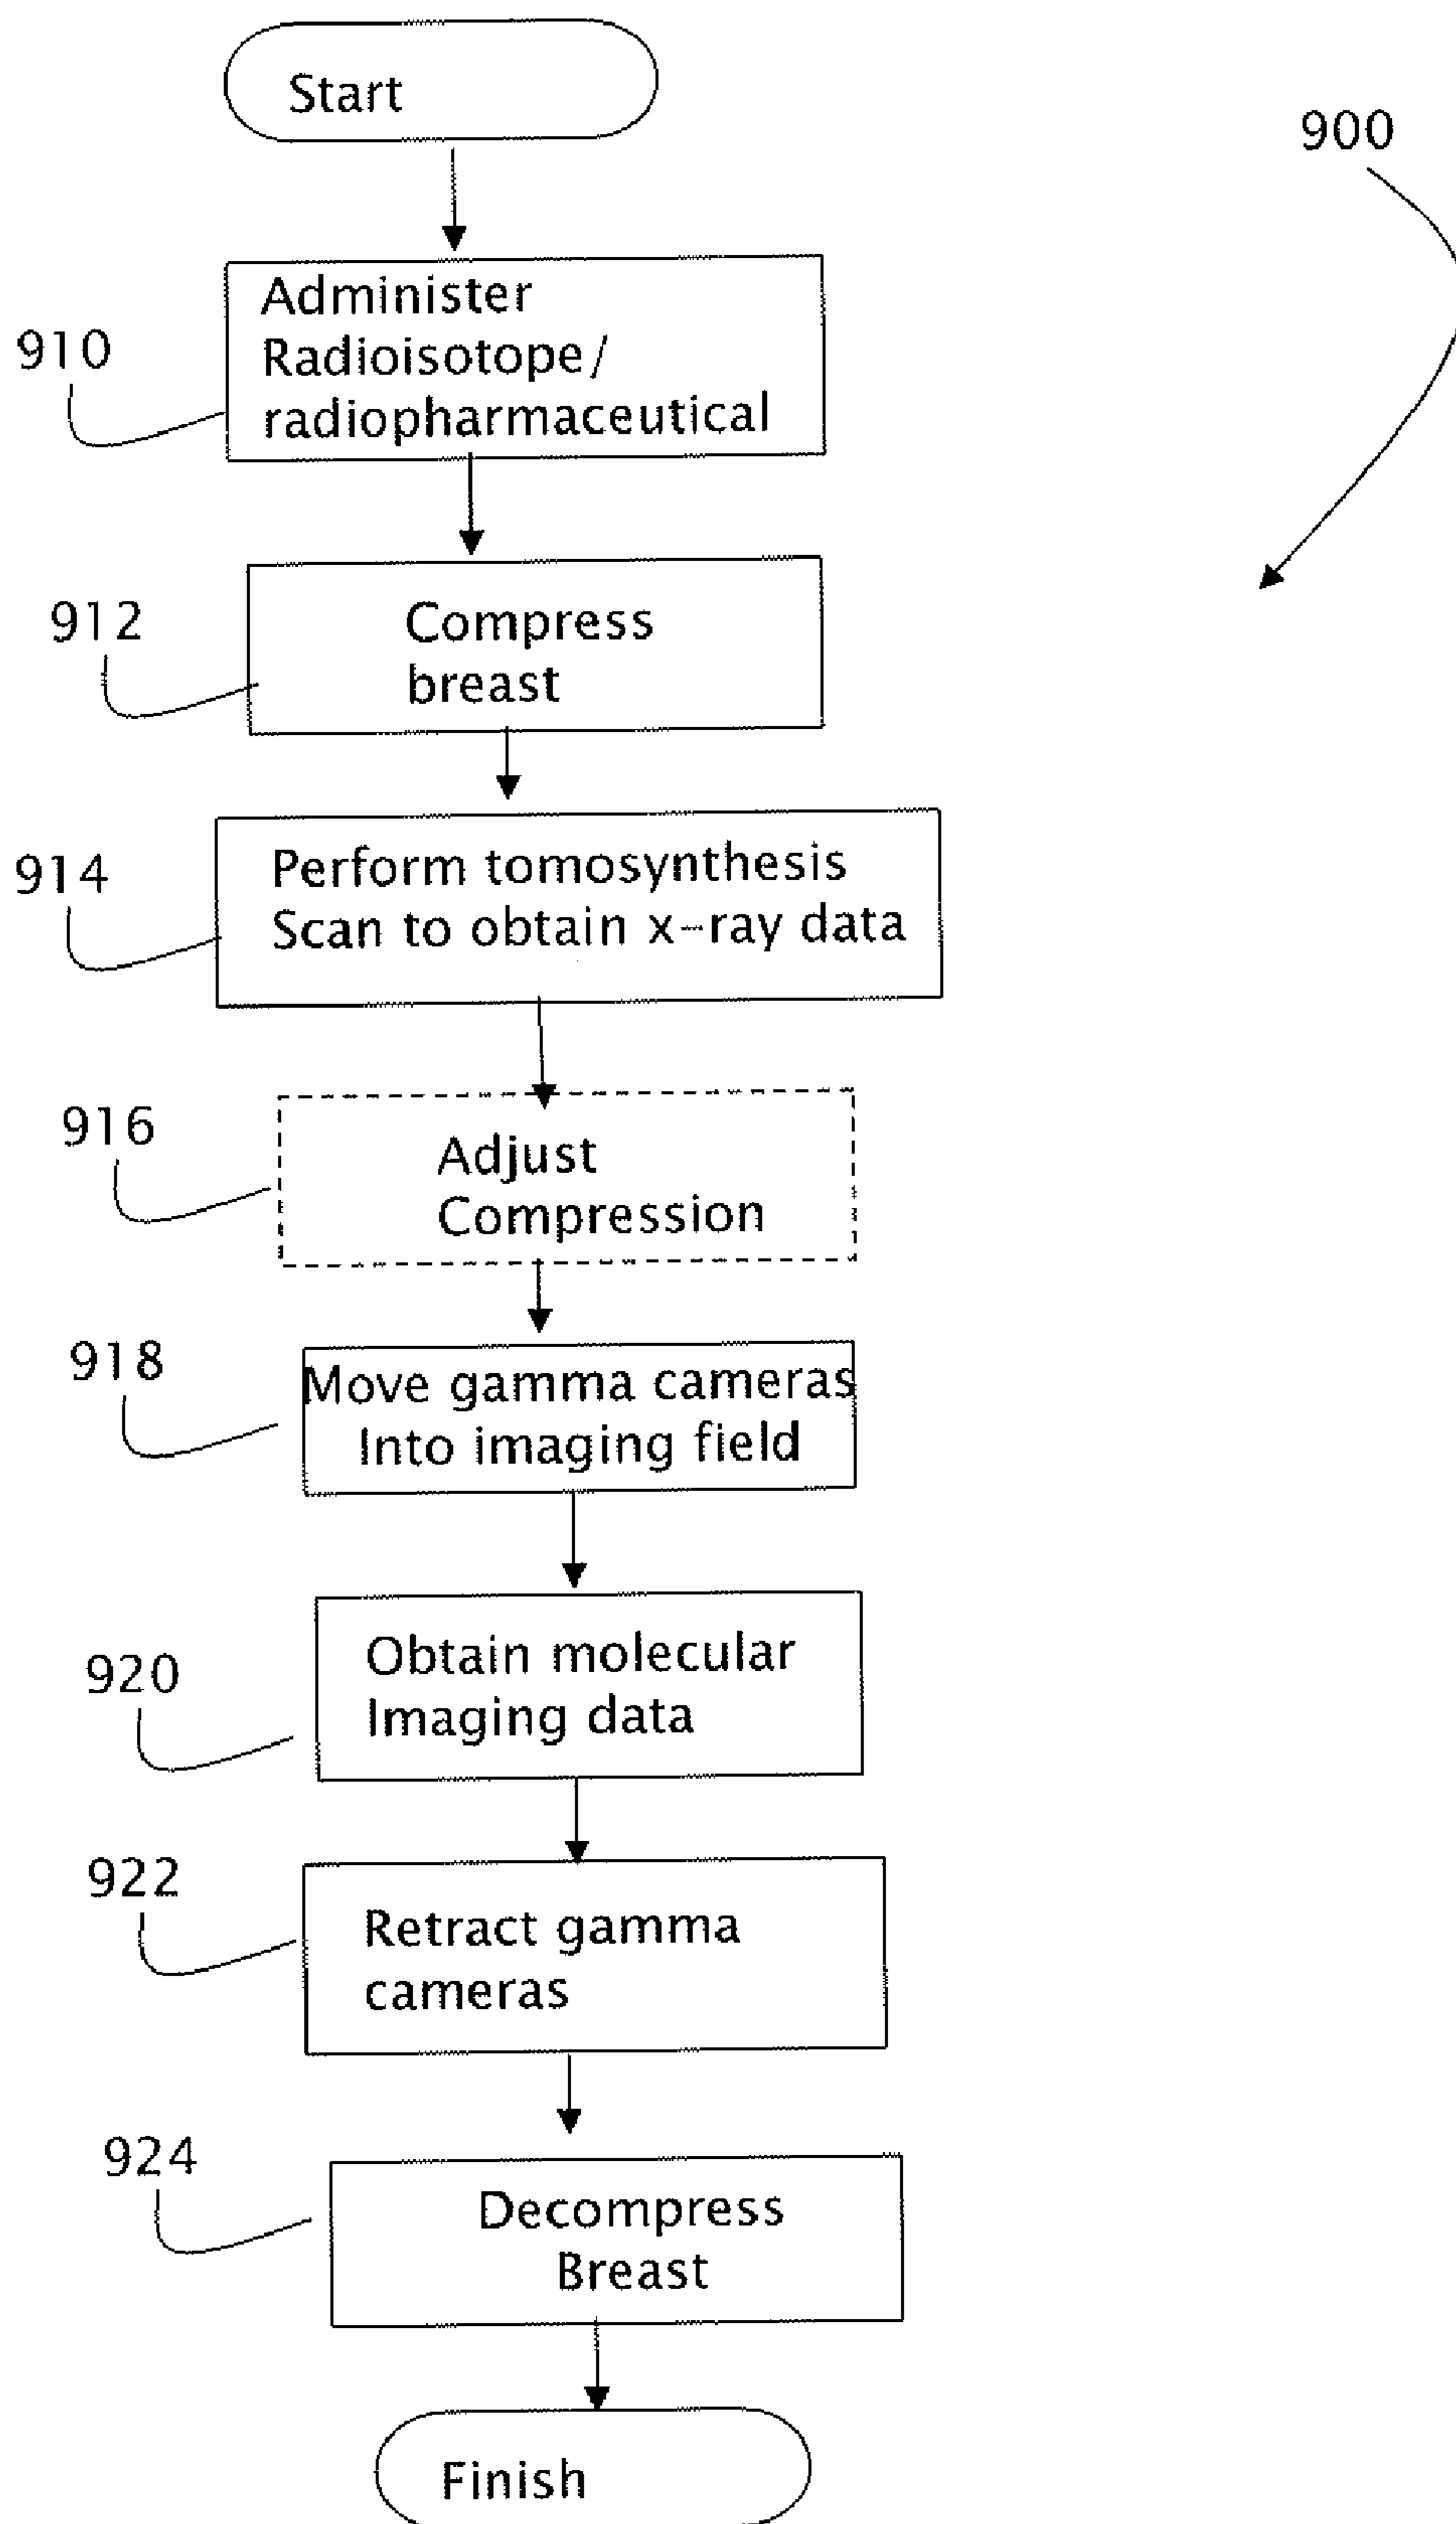 Start
900
910
Administer
Radioisotope/
radiopharmaceutical
912
Compress
breast
914
Perform tomosynthesis
Scan to obtain x-ray data
916
Adjust
Compression
918
Move gamma cameras
Into imaging field
920
Obtain molecular
Imaging data
922
Retract gamma
cameras
924
Decompress
Breast
Finish